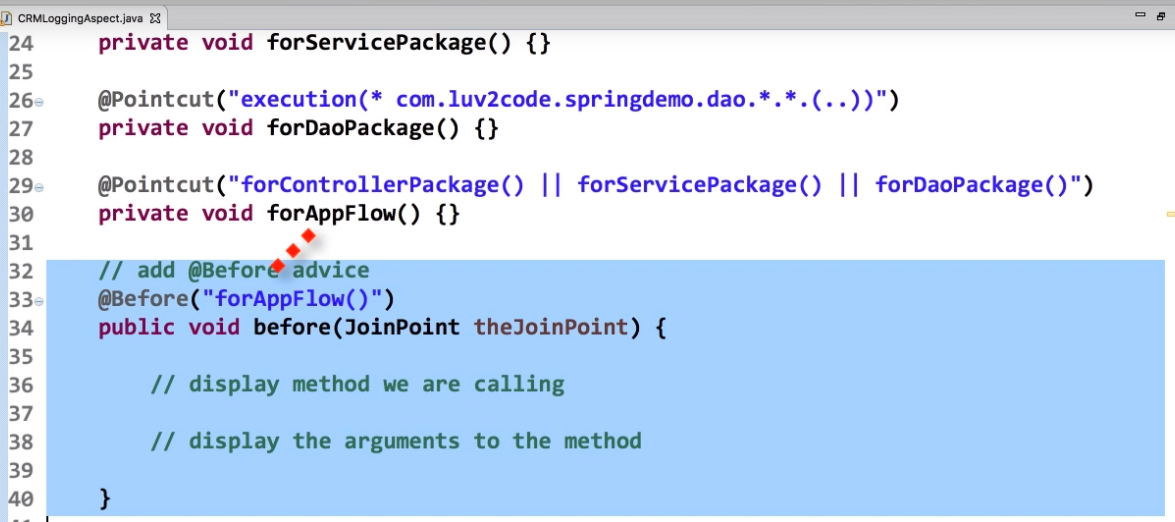 CRMLoggingAspect.java
24 private void forServicePackage() {}
25
26 @Pointcut("execution(* com.luv2code.springdemo.dao.*.*.(..))")
27 private void forDaoPackage() {}
28
29 @Pointcut("forControllerPackage() || forServicePackage() || forDaoPackage()")
30 private void forAppFlow() {}
31
32 // add @Before advice
33 @Before("forAppFlow()")
34 public void before(JoinPoint theJoinPoint) {
35
36 // display method we are calling
37
38 // display the arguments to the method
39
40 }